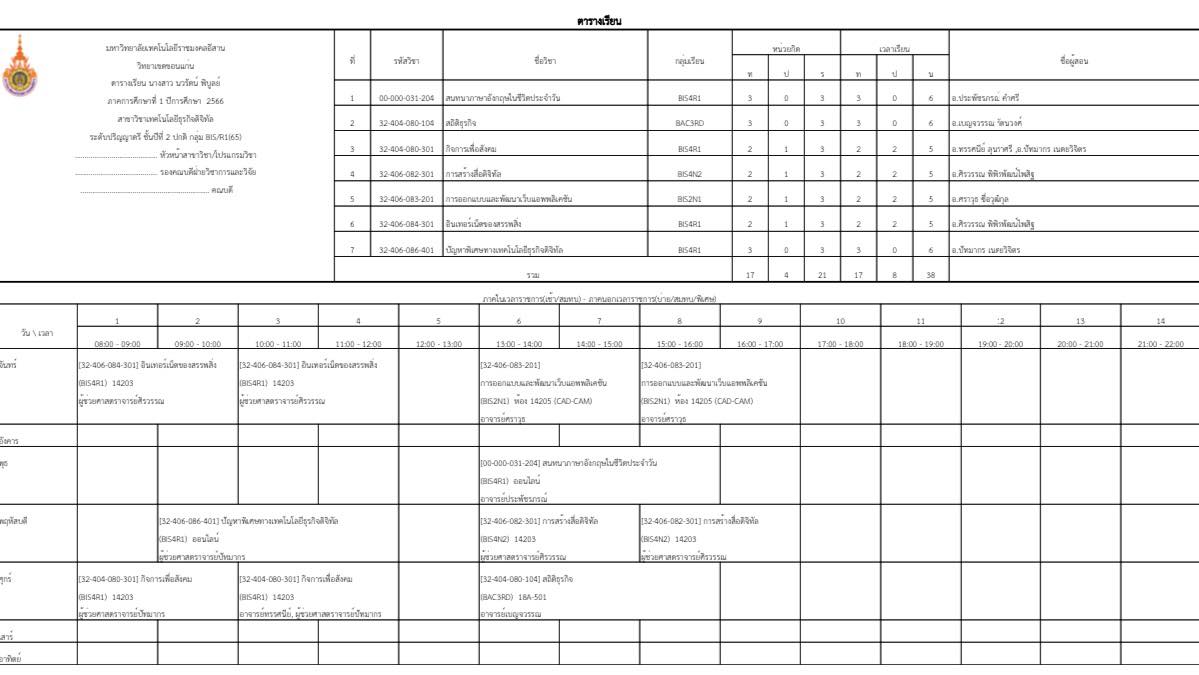 ตารางเรียน
มหาวิทยาลัยเทคโนโลยีราชมงคลอีสาน
วิทยาเขตขอนแก่น
ตารางเรียน นางสาว นวรัตน์ พิบูลย์
ภาคการศึกษาที่ 1 ปีการศึกษา 2566
สาขาวิชาเทคโนโลยีธุรกิจดิจิทัล
ระดับปริญญาตรี ชั้นปีที่ 2 ปกติ กลุ่ม BIS/R1(65)
........................................ หัวหน้าสาขาวิชา/โปรแกรมวิชา
........................................ รองคณบดีฝ่ายวิชาการและวิจัย
............................................................ คณบดี
ที่ รหัสวิชา ชื่อวิชา กลุ่มเรียน หน่วยกิต เวลาเรียน ชื่อผู้สอน
ท ป ร ท ป น
1 00-000-031-204 สนทนาภาษาอังกฤษในชีวิตประจำวัน BIS4R1 3 0 3 3 0 6 อ.ประพัชรภรณ์ คำศรี
2 32-404-080-104 สถิติธุรกิจ BAC3RD 3 0 3 3 0 6 อ.เบญจวรรณ รัตนวงค์
3 32-404-080-301 กิจการเพื่อสังคม BIS4R1 2 1 3 2 2 5 อ.ทรรศนีย์ ลุนราศรี ,อ.ปัทมากร เนตยวิจิตร
4 32-406-082-301 การสร้างสื่อดิจิทัล BIS4N2 2 1 3 2 2 5 อ.ศิรวรรณ พิพิรพัฒนไพสิฐ
5 32-406-083-201 การออกแบบและพัฒนาเว็บแอพพลิเคชัน BIS2N1 2 1 3 2 2 5 อ.ศราวุธ ซื่อวุฒิกุล
6 32-406-084-301 อินเทอร์เน็ตของสรรพสิ่ง BIS4R1 2 1 3 2 2 5 อ.ศิรวรรณ พิพิรพัฒนไพสิฐ
7 32-406-086-401 ปัญหาพิเศษทางเทคโนโลยีธุรกิจดิจิทัล BIS4R1 3 0 3 3 0 6 อ.ปัทมากร เนตยวิจิตร
รวม 17 4 21 17 8 38
ภาคในเวลาราชการ(เช้า/สมทบ) - ภาคนอกเวลาราชการ(บ่าย/สมทบ/พิเศษ)
วัน \ เวลา 1 2 3 4 5 6 7 8 9 10 11 12 13 14
08:00 - 09:00 09:00 - 10:00 10:00 - 11:00 11:00 - 12:00 12:00 - 13:00 13:00 - 14:00 14:00 - 15:00 15:00 - 16:00 16:00 - 17:00 17:00 - 18:00 18:00 - 19:00 19:00 - 20:00 20:00 - 21:00 21:00 - 22:00
จันทร์ [32-406-084-301] อินเทอร์เน็ตของสรรพสิ่ง [32-406-084-301] อินเทอร์เน็ตของสรรพสิ่ง [32-406-083-201] [32-406-083-201]
(BIS4R1) 14203 (BIS4R1) 14203 การออกแบบและพัฒนาเว็บแอพพลิเคชัน การออกแบบและพัฒนาเว็บแอพพลิเคชัน
ผู้ช่วยศาสตราจารย์ศิรวรรณ ผู้ช่วยศาสตราจารย์ศิรวรรณ (BIS2N1) ห้อง 14205 (CAD-CAM) (BIS2N1) ห้อง 14205 (CAD-CAM)
อาจารย์ศราวุธ อาจารย์ศราวุธ
อังคาร
พุธ [00-000-031-204] สนทนาภาษาอังกฤษในชีวิตประจำวัน
(BIS4R1) ออนไลน์
อาจารย์ประพัชรภรณ์
พฤหัสบดี [32-406-086-401] ปัญหาพิเศษทางเทคโนโลยีธุรกิจดิจิทัล [32-406-082-301] การสร้างสื่อดิจิทัล [32-406-082-301] การสร้างสื่อดิจิทัล
(BIS4R1) ออนไลน์ (BIS4N2) 14203 (BIS4N2) 14203
ผู้ช่วยศาสตราจารย์ปัทมากร ผู้ช่วยศาสตราจารย์ศิรวรรณ ผู้ช่วยศาสตราจารย์ศิรวรรณ
ศุกร์ [32-404-080-301] กิจการเพื่อสังคม [32-404-080-301] กิจการเพื่อสังคม [32-404-080-104] สถิติธุรกิจ
(BIS4R1) 14203 (BIS4R1) 14203 (BAC3RD) 18A-501
ผู้ช่วยศาสตราจารย์ปัทมากร อาจารย์ทรรศนีย์, ผู้ช่วยศาสตราจารย์ปัทมากร อาจารย์เบญจวรรณ
เสาร์
อาทิตย์